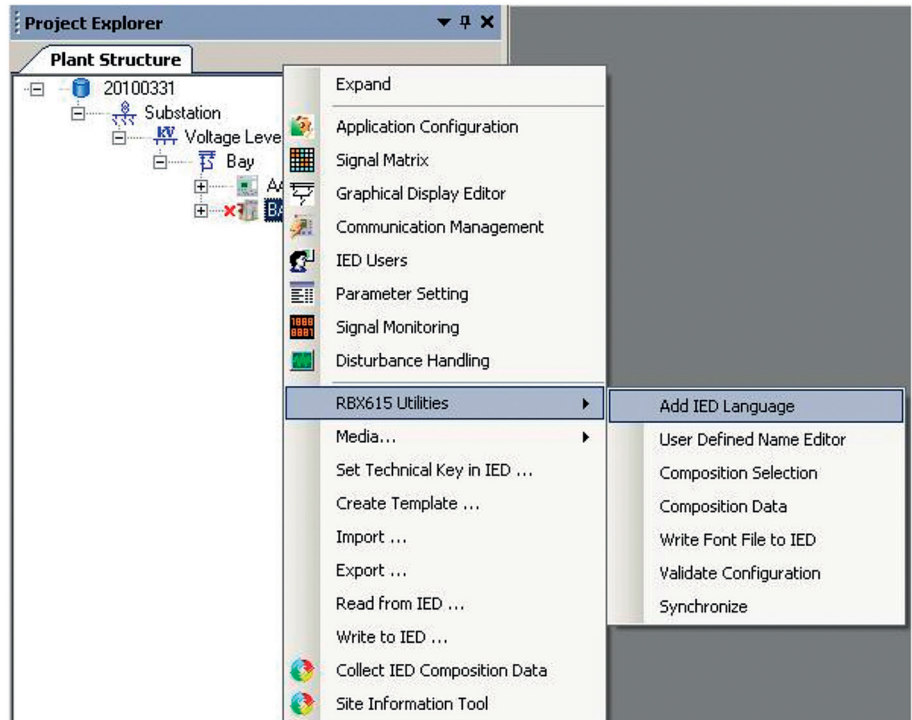 Project Explorer
Plant Structure
20100331
Substation
Voltage Leve
Bay
AA
BA
Expand
Application Configuration
Signal Matrix
Graphical Display Editor
Communication Management
IED Users
Parameter Setting
Signal Monitoring
Disturbance Handling
RBX615 Utilities
Media...
Set Technical Key in IED ...
Create Template ...
Import ...
Export ...
Read from IED ...
Write to IED ...
Collect IED Composition Data
Site Information Tool
Add IED Language
User Defined Name Editor
Composition Selection
Composition Data
Write Font File to IED
Validate Configuration
Synchronize